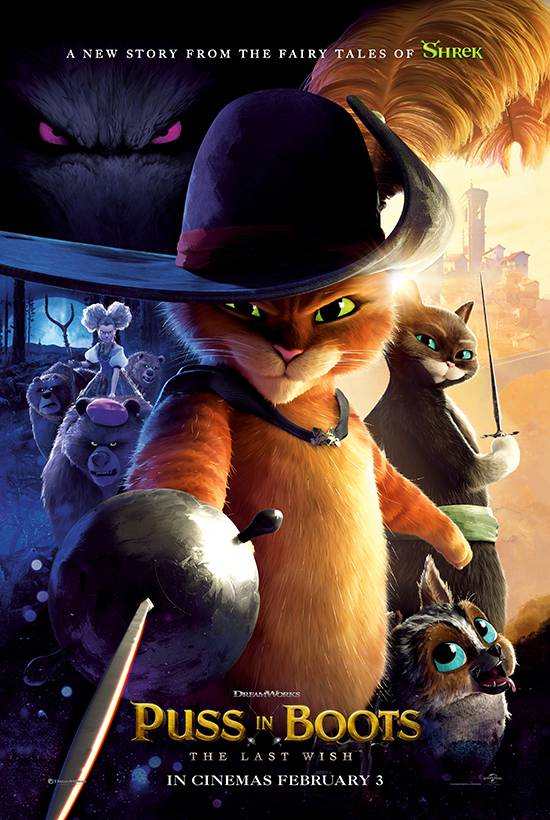 A NEW STORY FROM THE FAIRY TALES OF SHREK
DREAMWORKS
PUSS IN BOOTS
THE LAST WISH
IN CINEMAS FEBRUARY 3